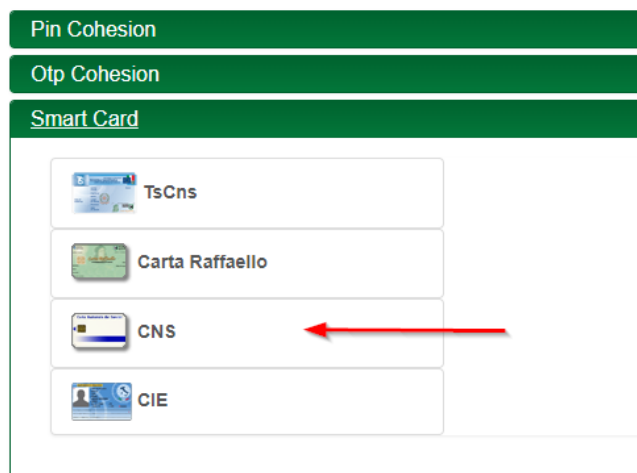 Pin Cohesion
Otp Cohesion
Smart Card
TsCns
Carta Raffaello
CNS
CIE